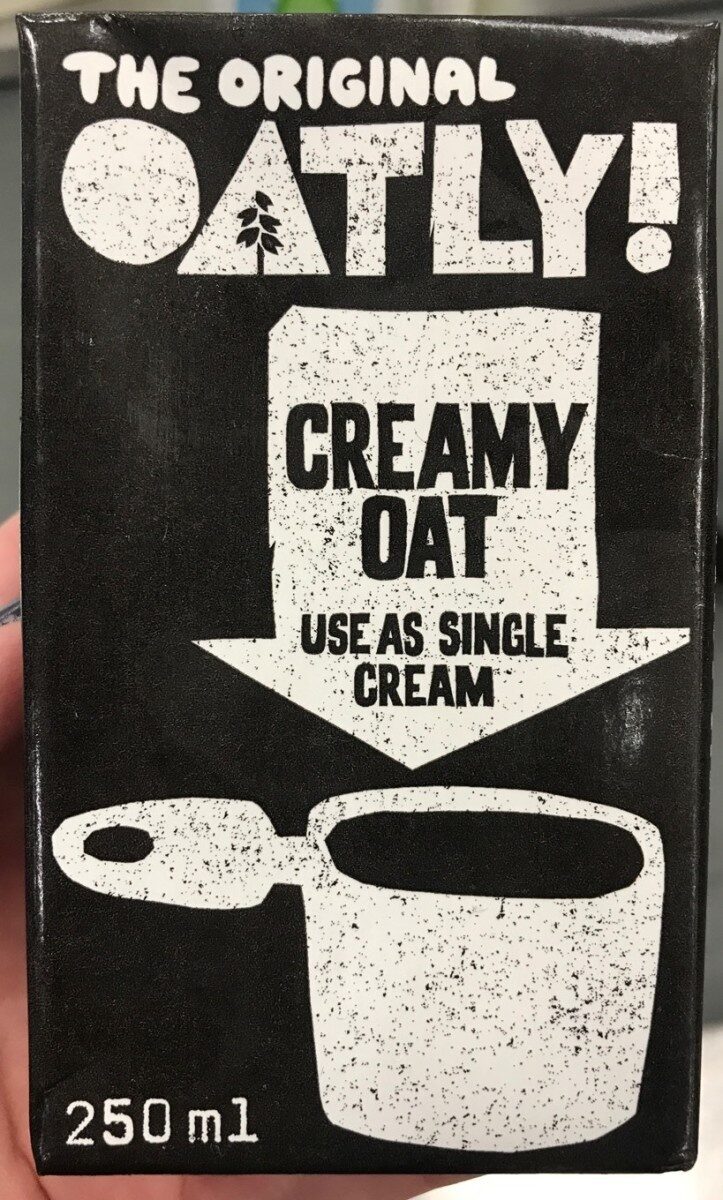 THE ORIGINAL
OATLY!
CREAMY
OAT
USE AS SINGLE
CREAM
250 ml